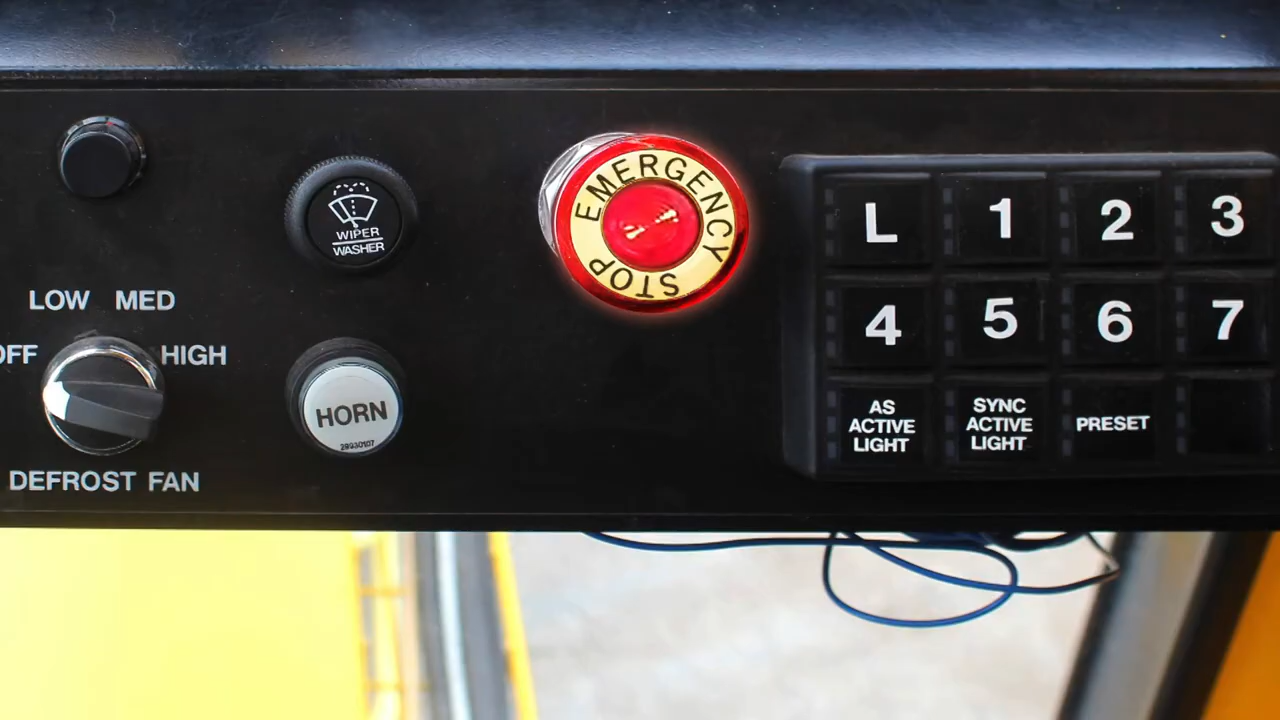 EMERGENCY
STOP
WIPER
WASHER
L 1 2 3
LOW MED
OFF HIGH
4 5 6 7
HORN
28930107
AS
ACTIVE
LIGHT
SYNC
ACTIVE
LIGHT
PRESET
DEFROST FAN